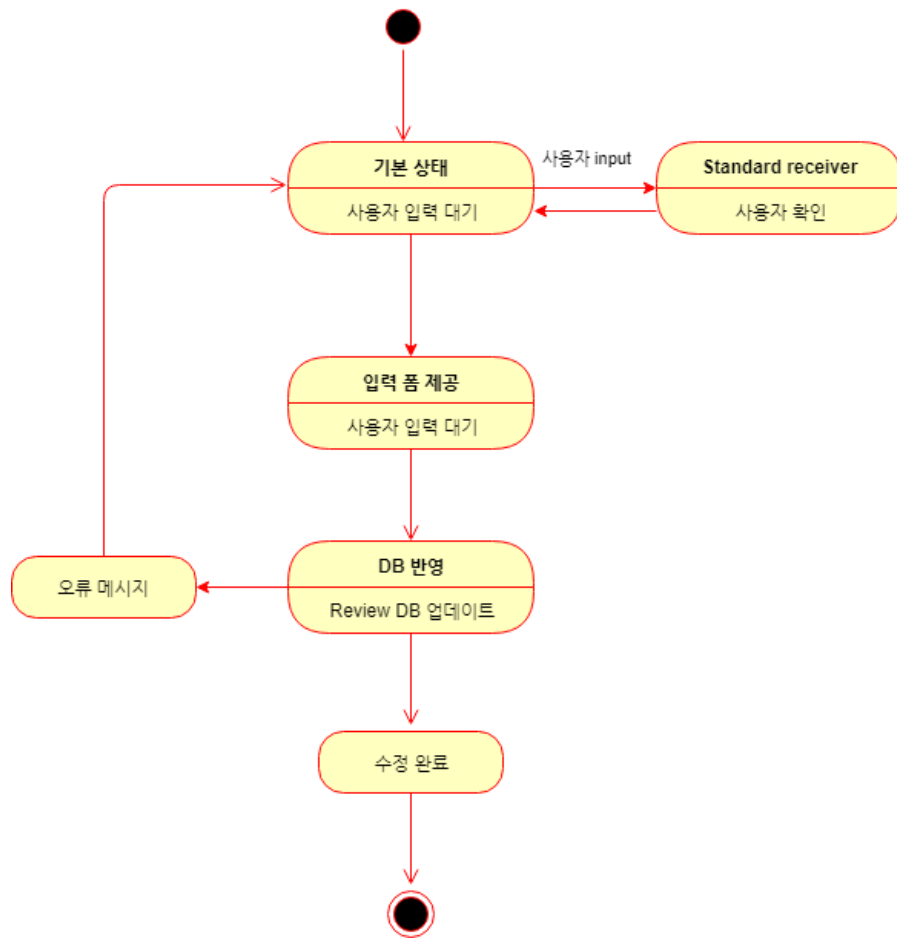 기본 상태
사용자 입력 대기
사용자 input
Standard receiver
사용자 확인
입력 폼 제공
사용자 입력 대기
DB 반영
Review DB 업데이트
오류 메시지
수정 완료